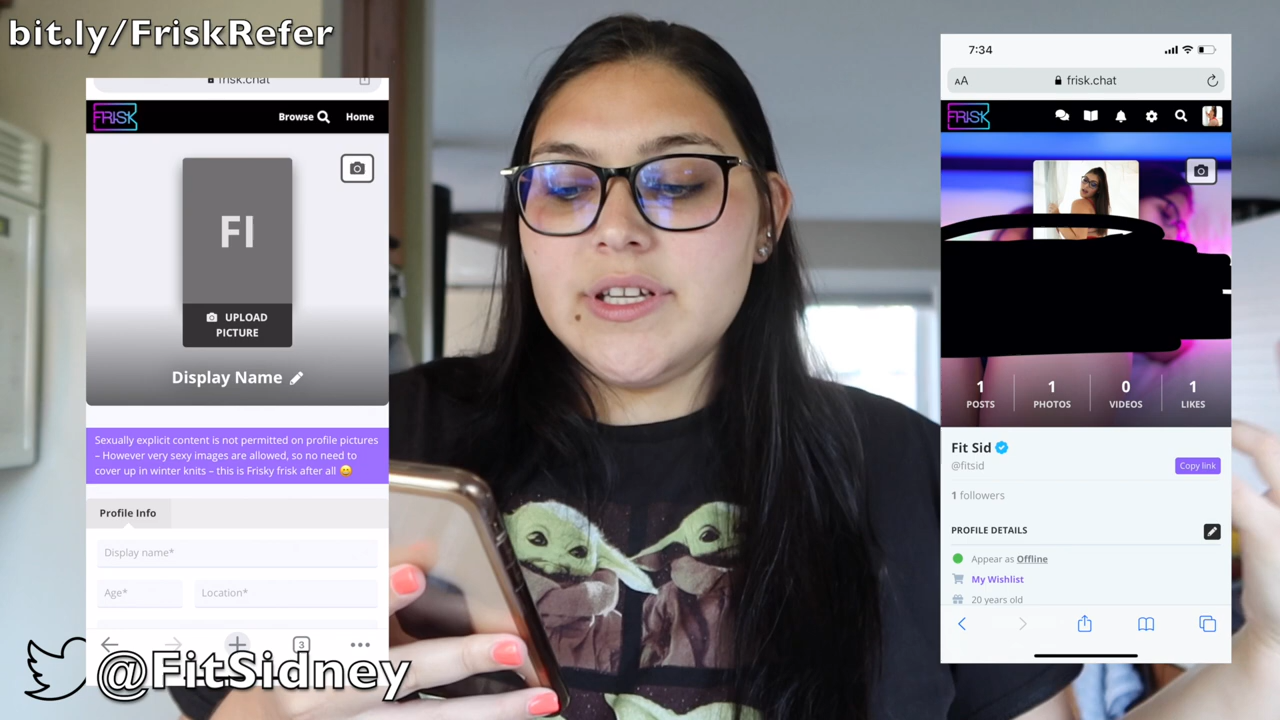 bit.ly/FriskRefer
frisk.chat
FRISK
Browse
Home
FI
UPLOAD
PICTURE
Display Name
Sexually explicit content is not permitted on profile pictures
– However very sexy images are allowed, so no need to
cover up in winter knits – this is Frisky frisk after all 😄
Profile Info
Display name*
Age*
Location*
3
@FitSidney
7:34
AA
frisk.chat
FRISK
1
POSTS
1
PHOTOS
0
VIDEOS
1
LIKES
Fit Sid
@fitsid
Copy link
1 followers
PROFILE DETAILS
Appear as Offline
My Wishlist
20 years old